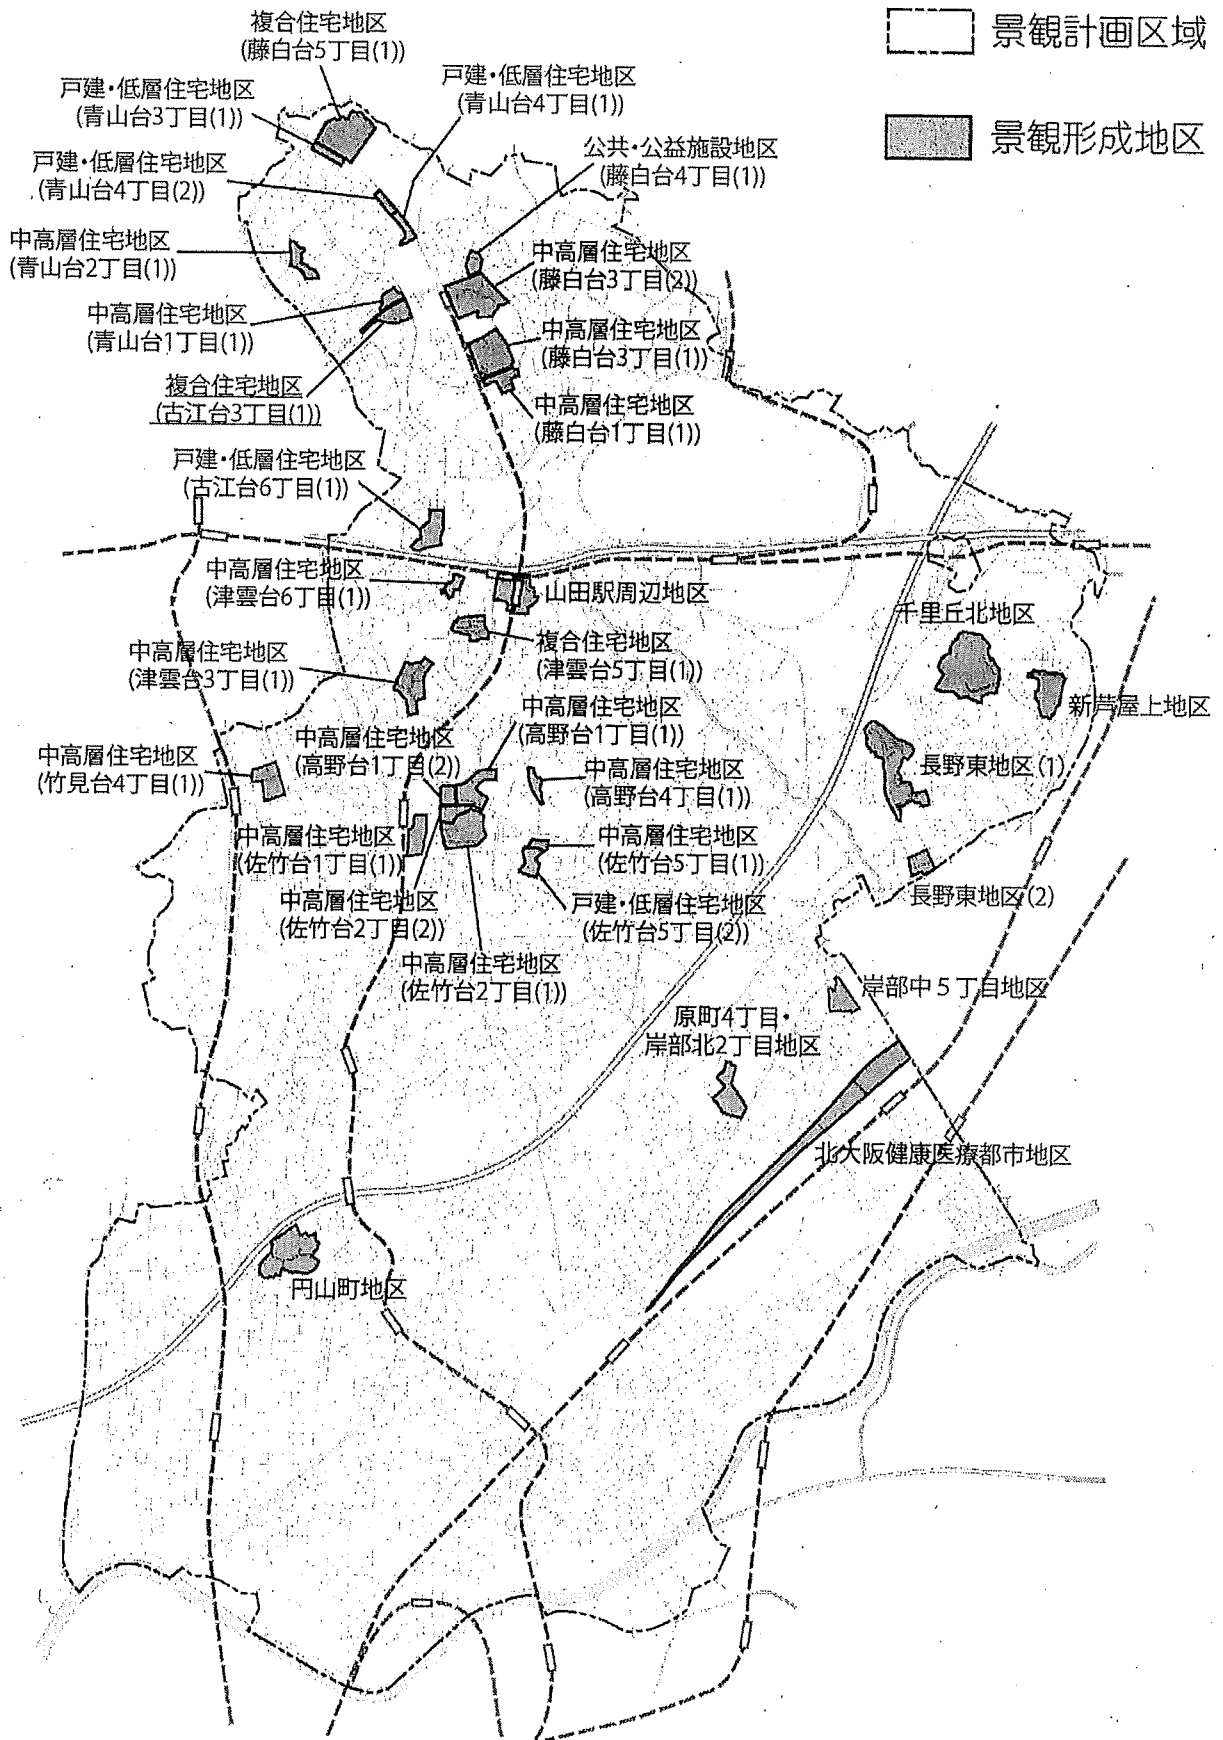 景観計画区域
景観形成地区
複合住宅地区
(藤白台5丁目(1))
戸建・低層住宅地区
(青山台3丁目(1))
戸建・低層住宅地区
(青山台4丁目(1))
戸建・低層住宅地区
(青山台4丁目(2))
公共・公益施設地区
(藤白台4丁目(1))
中高層住宅地区
(青山台2丁目(1))
中高層住宅地区
(藤白台3丁目(2))
中高層住宅地区
(青山台1丁目(1))
中高層住宅地区
(藤白台3丁目(1))
複合住宅地区
(古江台3丁目(1))
中高層住宅地区
(藤白台1丁目(1))
戸建・低層住宅地区
(古江台6丁目(1))
中高層住宅地区
(津雲台6丁目(1))
山田駅周辺地区
千里丘北地区
複合住宅地区
(津雲台5丁目(1))
中高層住宅地区
(津雲台3丁目(1))
新芦屋上地区
中高層住宅地区
(高野台1丁目(1))
中高層住宅地区
(高野台1丁目(2))
中高層住宅地区
(竹見台4丁目(1))
中高層住宅地区
(高野台4丁目(1))
長野東地区(1)
中高層住宅地区
(佐竹台1丁目(1))
中高層住宅地区
(佐竹台5丁目(1))
中高層住宅地区
(佐竹台2丁目(2))
戸建・低層住宅地区
(佐竹台5丁目(2))
長野東地区(2)
中高層住宅地区
(佐竹台2丁目(1))
岸部中5丁目地区
原町4丁目・
岸部北2丁目地区
北大阪健康医療都市地区
円山町地区